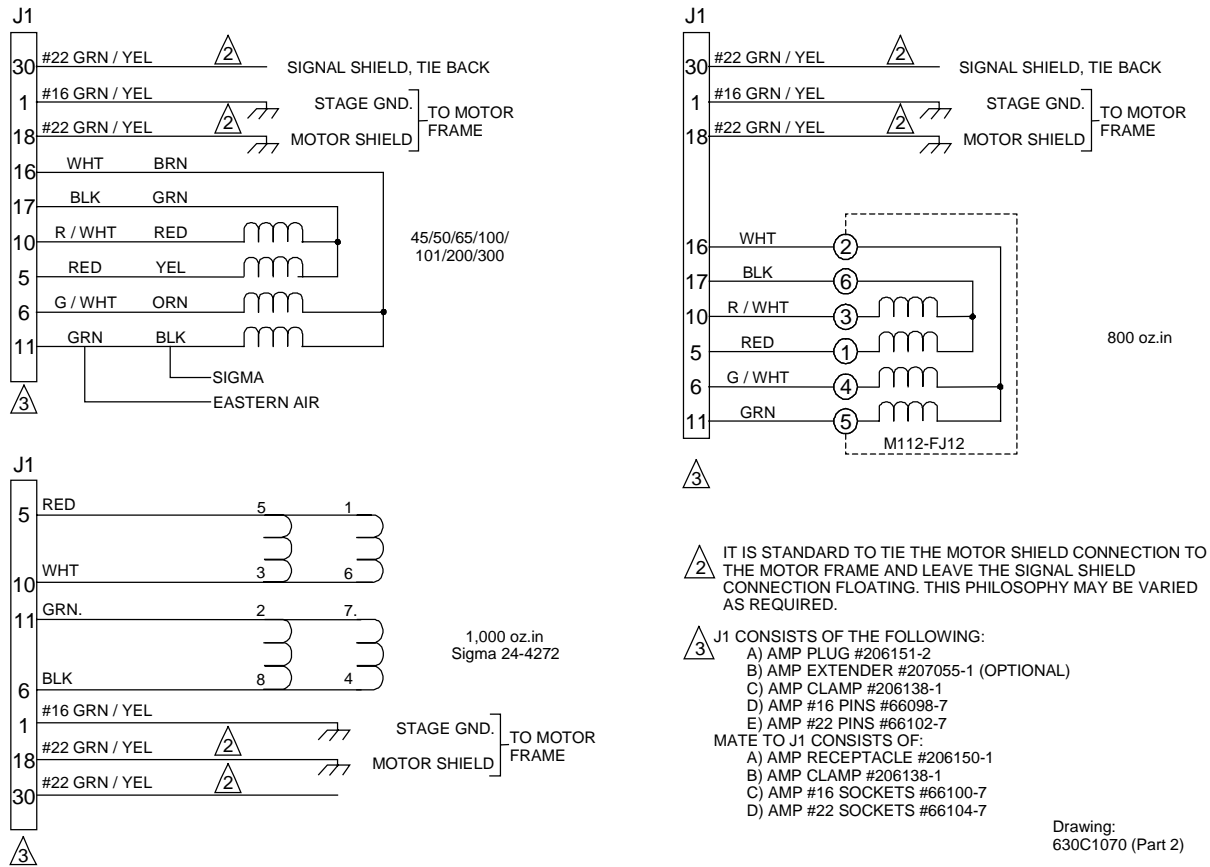 J1
30 #22 GRN / YEL 2 SIGNAL SHIELD, TIE BACK
1 #16 GRN / YEL STAGE GND.
TO MOTOR
FRAME
18 #22 GRN / YEL 2 MOTOR SHIELD
16 WHT BRN
17 BLK GRN
10 R / WHT RED
5 RED YEL
6 G / WHT ORN
11 GRN BLK
45/50/65/100/
101/200/300
SIGMA
EASTERN AIR
3
J1
30 #22 GRN / YEL 2 SIGNAL SHIELD, TIE BACK
1 #16 GRN / YEL STAGE GND.
TO MOTOR
FRAME
18 #22 GRN / YEL 2 MOTOR SHIELD
16 WHT 2
17 BLK 6
10 R / WHT 3
5 RED 1
6 G / WHT 4
11 GRN 5
M112-FJ12
800 oz.in
3
J1
5 RED 5 1
10 WHT 3 6
11 GRN. 2 7.
6 BLK 8 4
1,000 oz.in
Sigma 24-4272
1 #16 GRN / YEL STAGE GND.
TO MOTOR
FRAME
18 #22 GRN / YEL 2 MOTOR SHIELD
30 #22 GRN / YEL 2
3
2 IT IS STANDARD TO TIE THE MOTOR SHIELD CONNECTION TO
THE MOTOR FRAME AND LEAVE THE SIGNAL SHIELD
CONNECTION FLOATING. THIS PHILOSOPHY MAY BE VARIED
AS REQUIRED.
3 J1 CONSISTS OF THE FOLLOWING:
A) AMP PLUG #206151-2
B) AMP EXTENDER #207055-1 (OPTIONAL)
C) AMP CLAMP #206138-1
D) AMP #16 PINS #66098-7
E) AMP #22 PINS #66102-7
MATE TO J1 CONSISTS OF:
A) AMP RECEPTACLE #206150-1
B) AMP CLAMP #206138-1
C) AMP #16 SOCKETS #66100-7
D) AMP #22 SOCKETS #66104-7
Drawing:
630C1070 (Part 2)